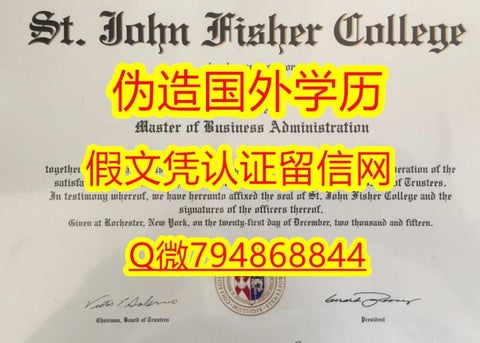 St. John Fisher College
伪造国外学历
Master of Business Administration
假文凭认证留信网
of Trustees.
In testimony whereof, we have hereunto affixed the seal of St. John Fisher College and the
signatures of the officers thereof.
Given at Rochester, New York, on the twenty-first day of December, two thousand and fifteen.
Q微794868844
Chairman, Board of Trustees
President